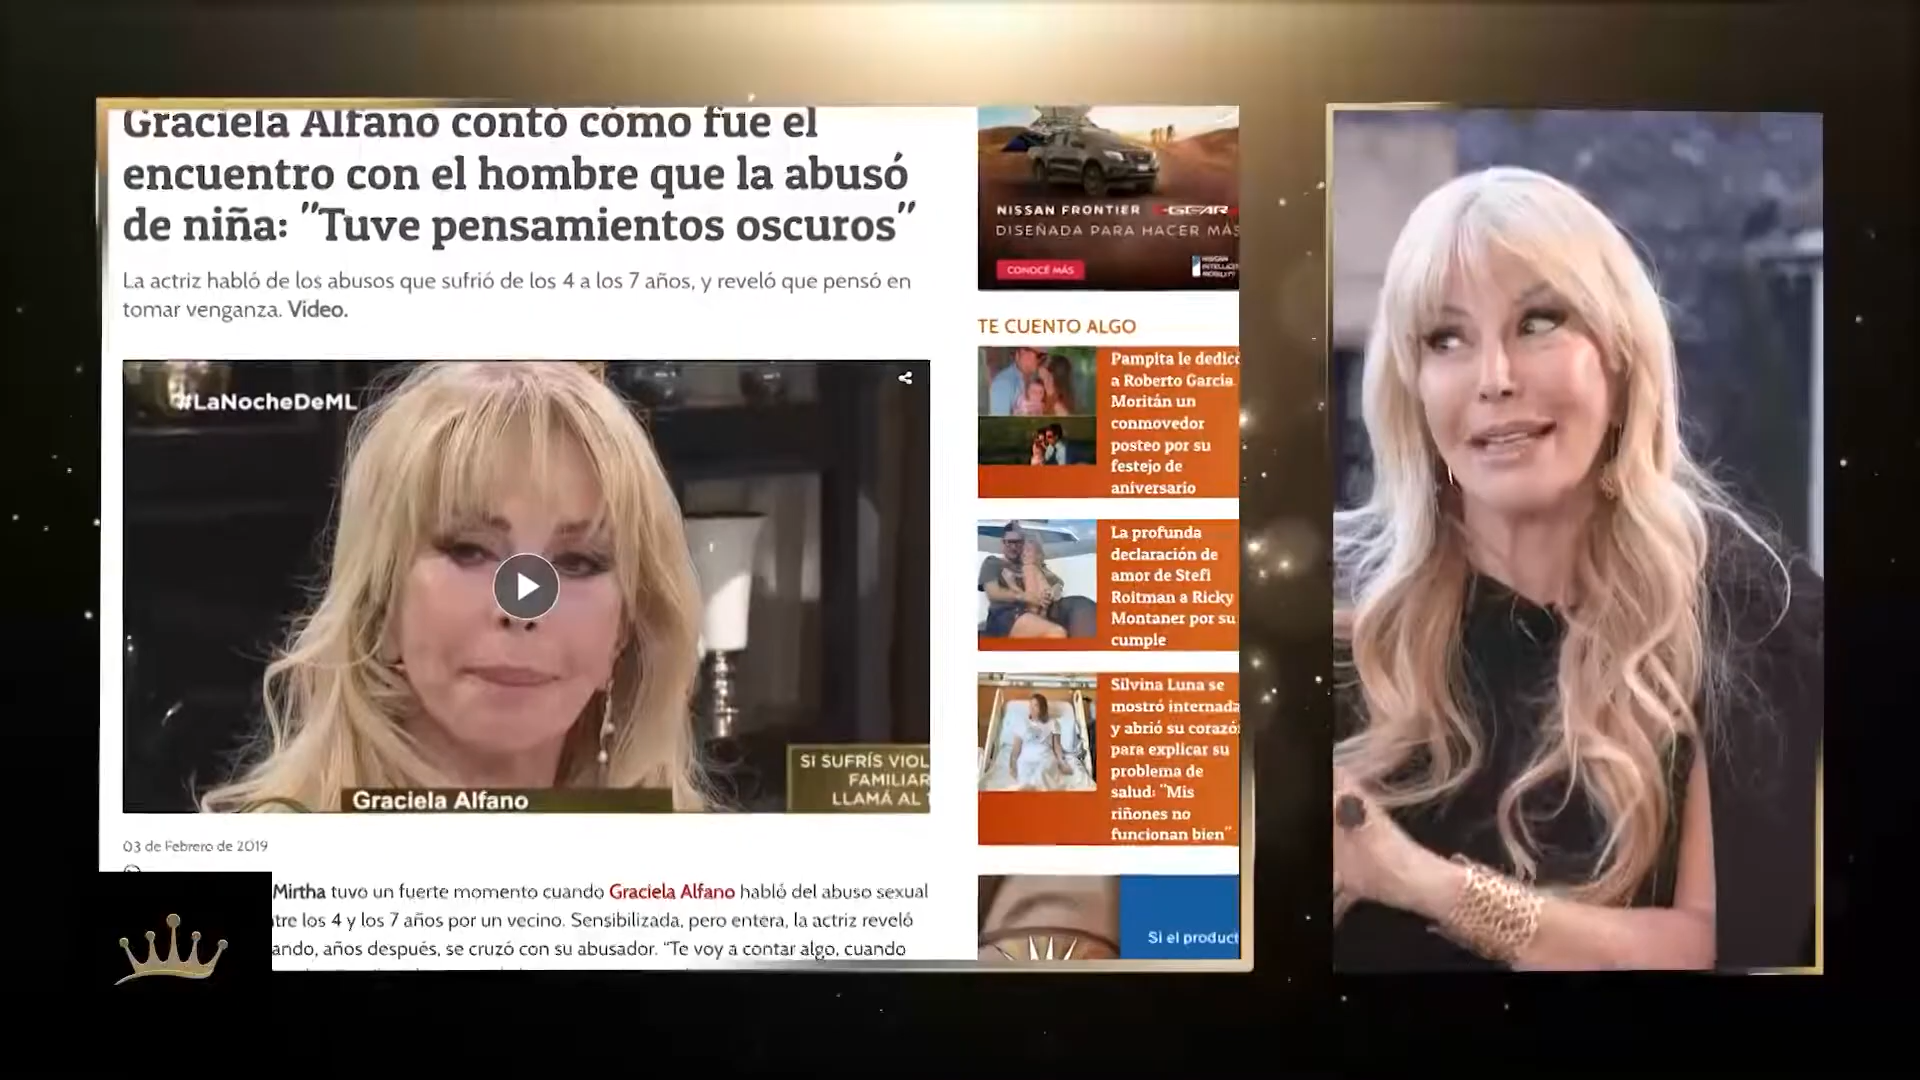 Graciela Alfano contó cómo fue el
encuentro con el hombre que la abusó
de niña: "Tuve pensamientos oscuros"
La actriz habló de los abusos que sufrió de los 4 a los 7 años, y reveló que pensó en
tomar venganza. Video.
#LaNocheDeML
SI SUFRÍS VIOL
FAMILIAR
LLAMÁ AL
Graciela Alfano
03 de Febrero de 2019
Mirtha tuvo un fuerte momento cuando Graciela Alfano habló del abuso sexual
tre los 4 y los 7 años por un vecino. Sensibilizada, pero entera, la actriz reveló
ando, años después, se cruzó con su abusador. "Te voy a contar algo, cuando
NISSAN FRONTIER X-GEAR
DISEÑADA PARA HACER MÁS
CONOCÉ MÁS
NISSAN
INTELLIGENT
MOBILITY
TE CUENTO ALGO
Pampita le dedicó
a Roberto García
Moritán un
conmovedor
posteo por su
festejo de
aniversario
La profunda
declaración de
amor de Stefi
Roitman a Ricky
Montaner por su
cumple
Silvina Luna se
mostró internada
y abrió su corazó
para explicar su
problema de
salud: "Mis
riñones no
funcionan bien"
Si el product